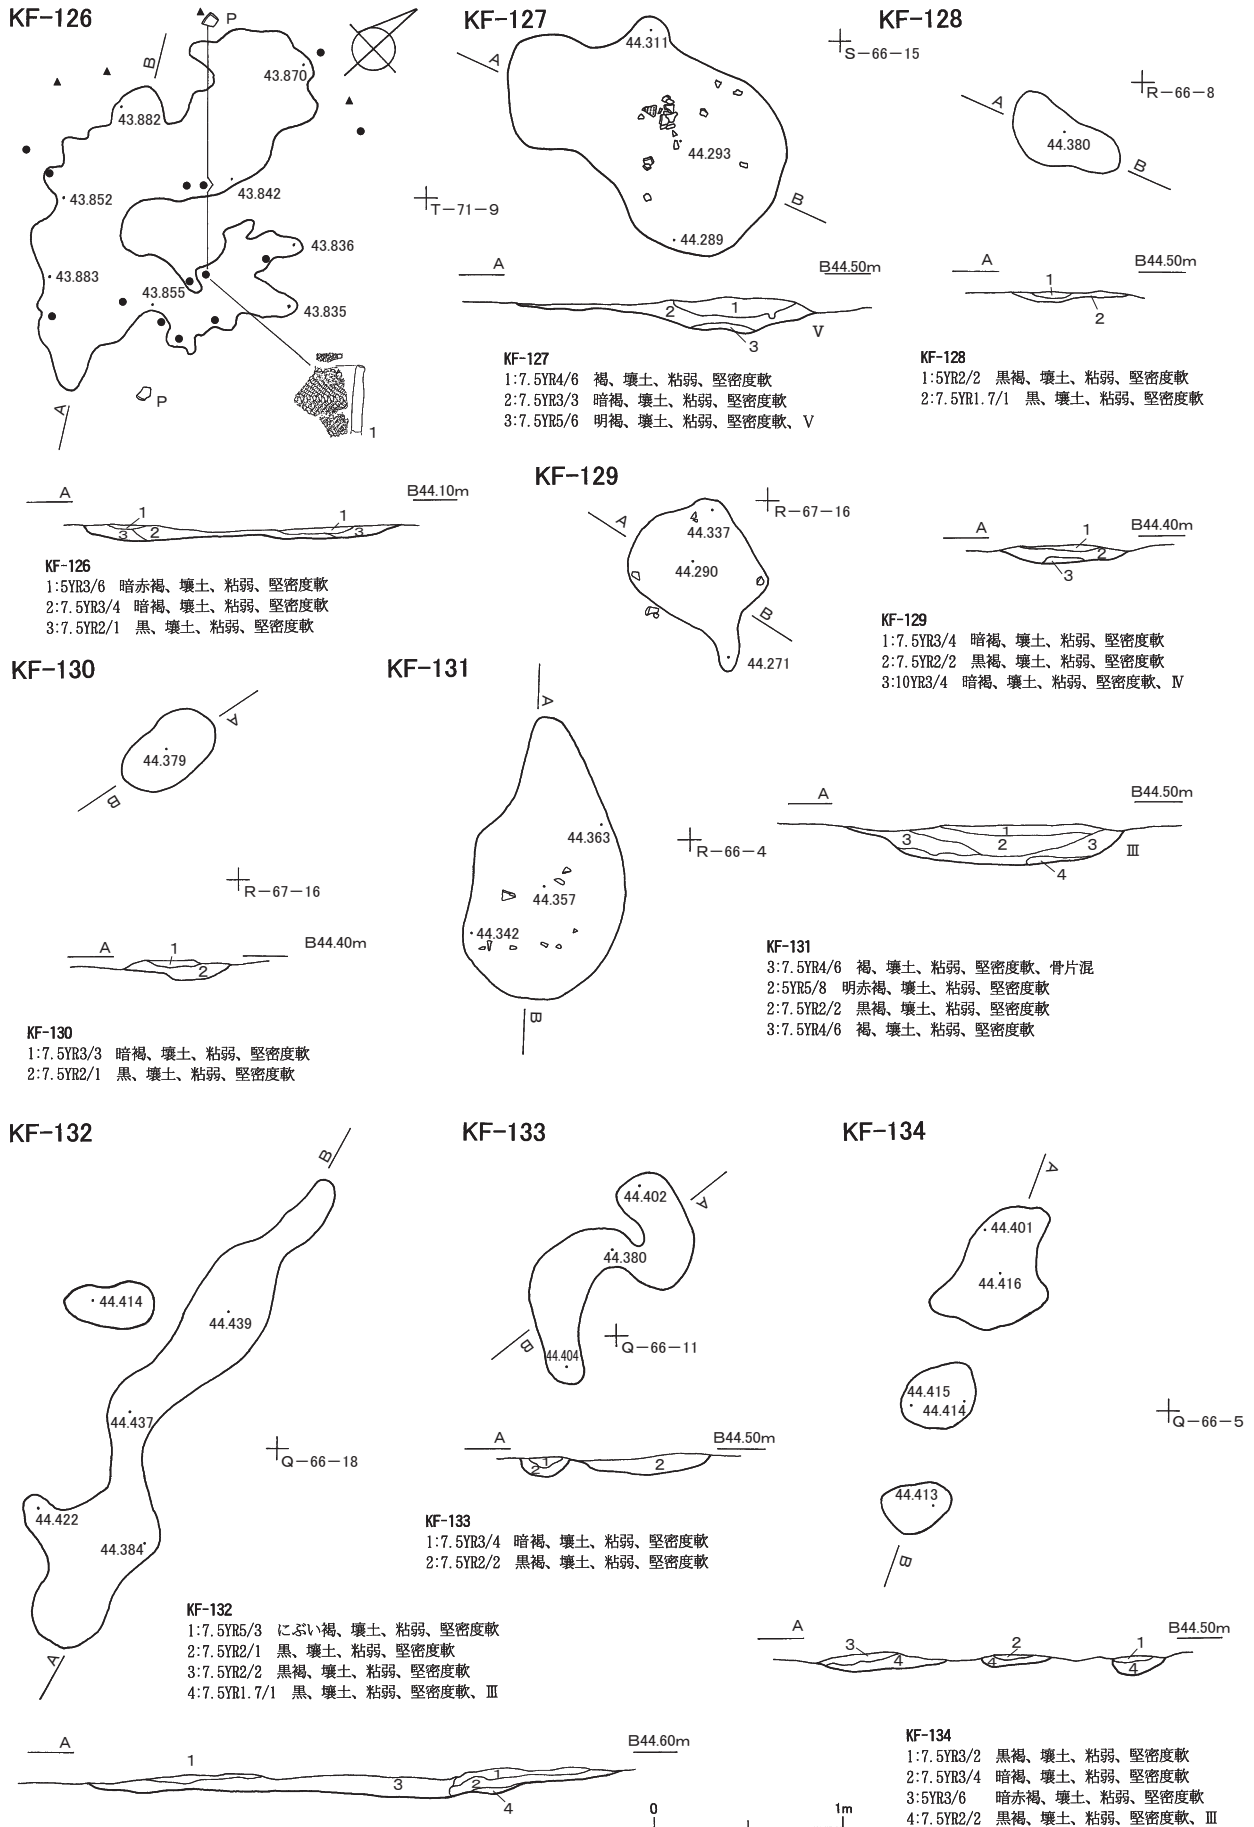 KF-126
P
B
43.870
43.882
43.852
43.842
43.836
43.883
43.855
43.835
P
A
1
T-71-9
A
B44.10m
1
1
3
2
3
KF-126
1:5YR3/6 暗赤褐、壤土、粘弱、堅密度軟
2:7.5YR3/4 暗褐、壤土、粘弱、堅密度軟
3:7.5YR2/1 黒、壤土、粘弱、堅密度軟
KF-127
44.311
A
S-66-15
44.293
B
44.289
A
B44.50m
2
1
3
V
KF-127
1:7.5YR4/6 褐、壤土、粘弱、堅密度軟
2:7.5YR3/3 暗褐、壤土、粘弱、堅密度軟
3:7.5YR5/6 明褐、壤土、粘弱、堅密度軟、V
KF-128
R-66-8
A
44.380
B
A
B44.50m
1
2
KF-128
1:5YR2/2 黒褐、壤土、粘弱、堅密度軟
2:7.5YR1.7/1 黒、壤土、粘弱、堅密度軟
KF-129
R-67-16
A
44.337
44.290
B
44.271
A
B44.40m
1
2
3
KF-129
1:7.5YR3/4 暗褐、壤土、粘弱、堅密度軟
2:7.5YR2/2 黒褐、壤土、粘弱、堅密度軟
3:10YR3/4 暗褐、壤土、粘弱、堅密度軟、Ⅳ
KF-130
A
44.379
B
R-67-16
A
B44.40m
1
2
KF-130
1:7.5YR3/3 暗褐、壤土、粘弱、堅密度軟
2:7.5YR2/1 黒、壤土、粘弱、堅密度軟
KF-131
A
44.363
R-66-4
44.357
44.342
B
A
B44.50m
1
3
2
3
Ⅲ
4
KF-131
3:7.5YR4/6 褐、壤土、粘弱、堅密度軟、骨片混
2:5YR5/8 明赤褐、壤土、粘弱、堅密度軟
2:7.5YR2/2 黒褐、壤土、粘弱、堅密度軟
3:7.5YR4/6 褐、壤土、粘弱、堅密度軟
KF-132
B
44.414
44.439
44.437
Q-66-18
44.422
44.384
A
KF-132
1:7.5YR5/3 にぶい褐、壤土、粘弱、堅密度軟
2:7.5YR2/1 黒、壤土、粘弱、堅密度軟
3:7.5YR2/2 黒褐、壤土、粘弱、堅密度軟
4:7.5YR1.7/1 黒、壤土、粘弱、堅密度軟、Ⅲ
A
B44.60m
1
3
2
1
4
KF-133
44.402
A
44.380
Q-66-11
B
44.404
A
B44.50m
1
2
2
KF-133
1:7.5YR3/4 暗褐、壤土、粘弱、堅密度軟
2:7.5YR2/2 黒褐、壤土、粘弱、堅密度軟
KF-134
A
44.401
44.416
44.415
44.414
Q-66-5
44.413
B
A
B44.50m
3
4
2
4
1
4
KF-134
1:7.5YR3/2 黒褐、壤土、粘弱、堅密度軟
2:7.5YR3/4 暗褐、壤土、粘弱、堅密度軟
3:5YR3/6 暗赤褐、壤土、粘弱、堅密度軟
4:7.5YR2/2 黒褐、壤土、粘弱、堅密度軟、Ⅲ
0 1m